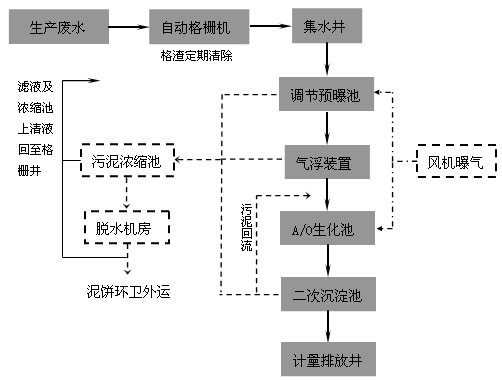 生产废水
自动格栅机
集水井
格渣定期清除
滤液及
浓缩池
上清液
回至格
栅井
调节预曝池
污泥浓缩池
气浮装置
风机曝气
污泥回流
脱水机房
A/O生化池
泥饼环卫外运
二次沉淀池
计量排放井